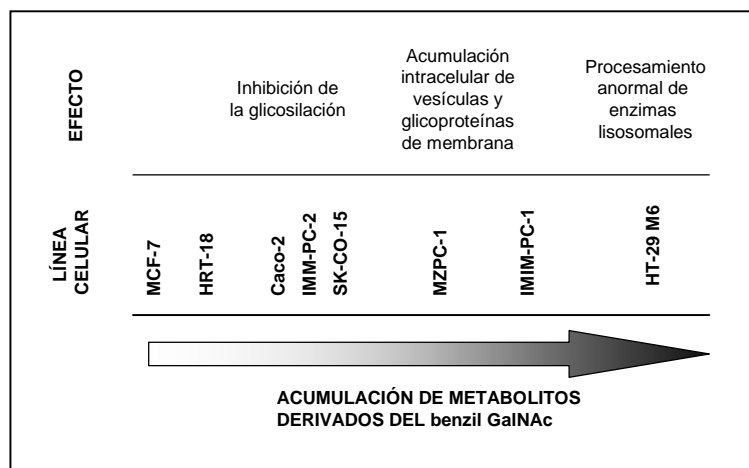 EFECTO
Inhibición de
la glicosilación
Acumulación
intracelular de
vesículas y
glicoproteínas
de membrana
Procesamiento
anormal de
enzimas
lisosomales
LÍNEA
CELULAR
MCF-7
HRT-18
Caco-2
IMM-PC-2
SK-CO-15
MZPC-1
IMIM-PC-1
HT-29 M6
ACUMULACIÓN DE METABOLITOS
DERIVADOS DEL benzil GalNAc